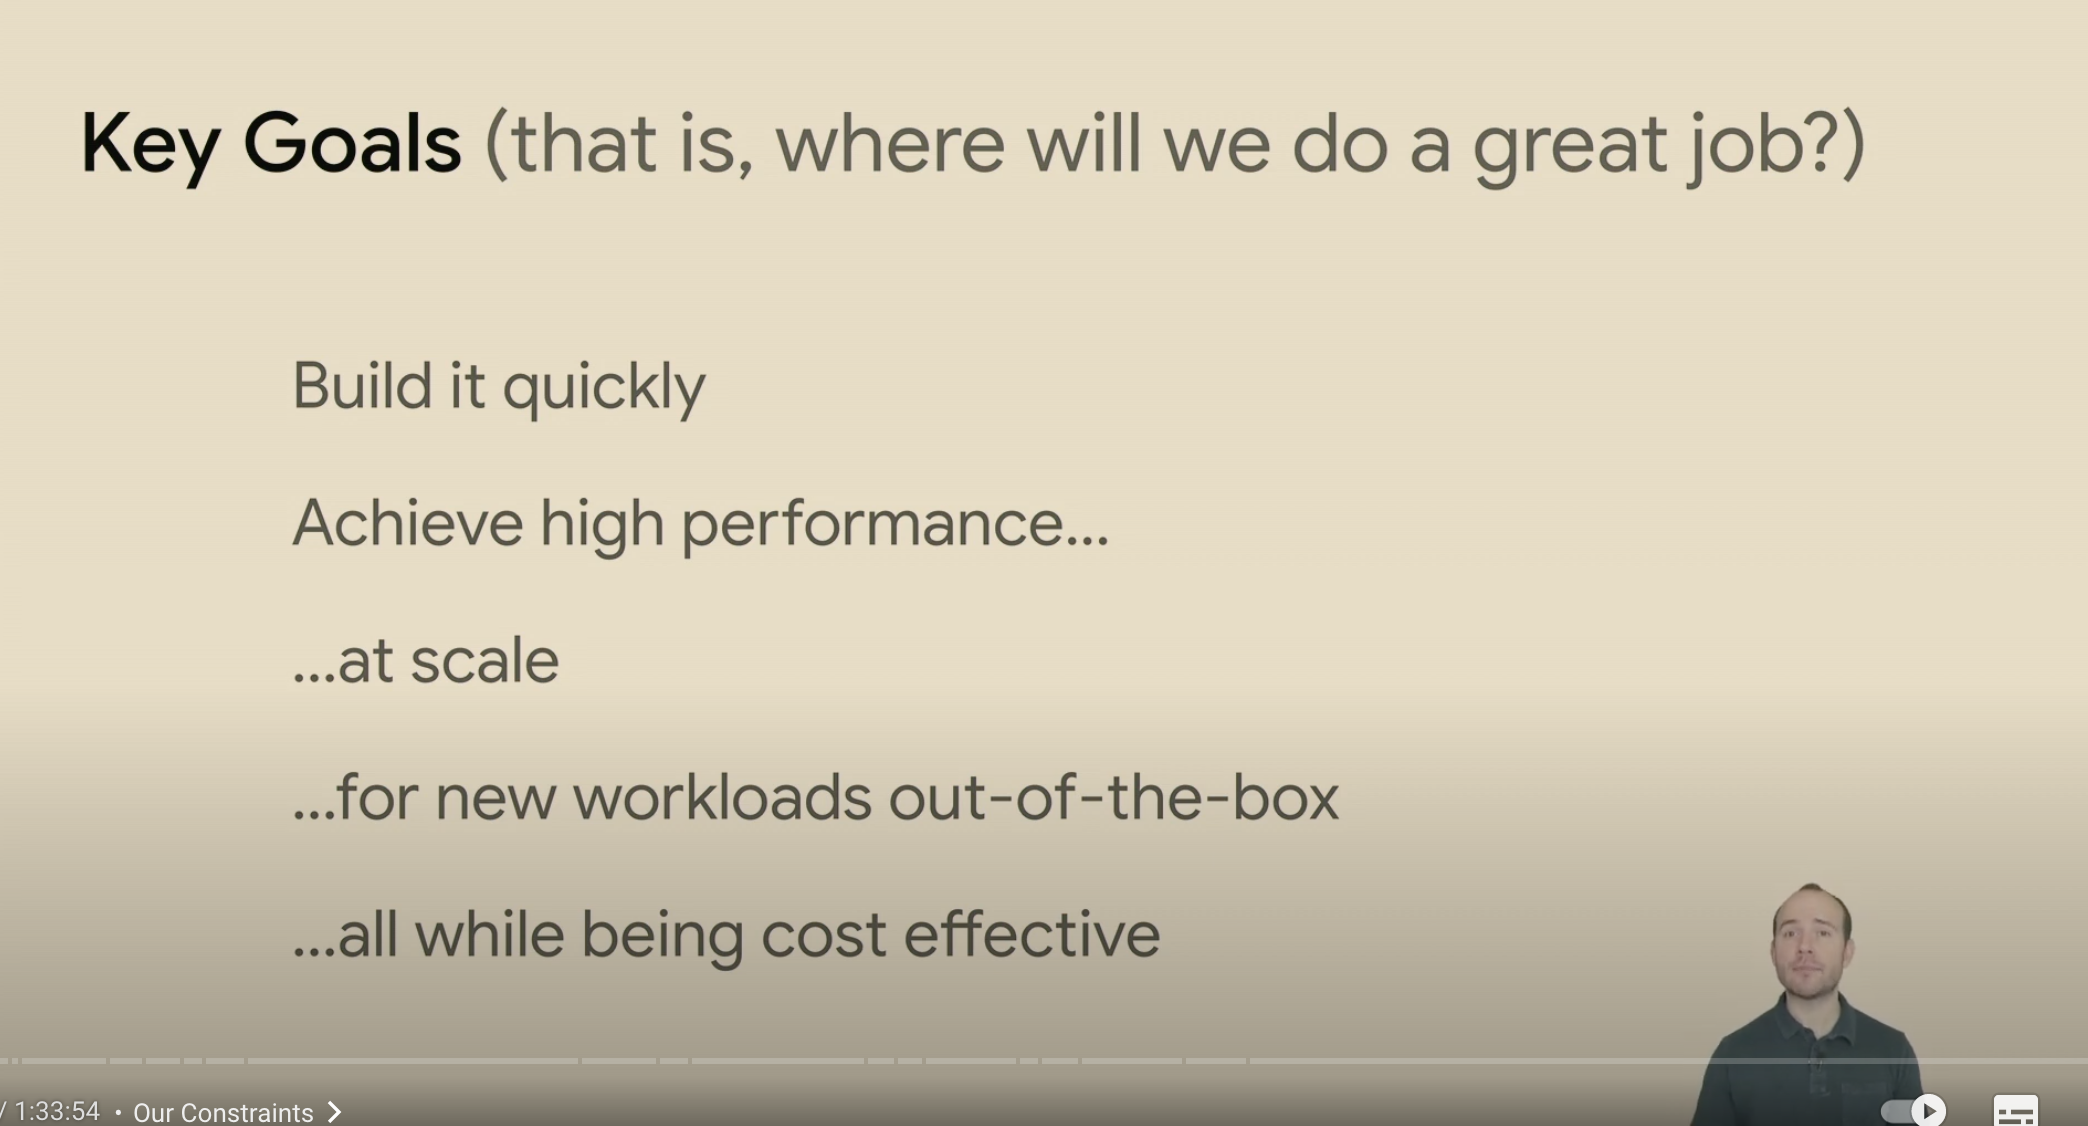 Key Goals (that is, where will we do a great job?)
Build it quickly
Achieve high performance...
...at scale
...for new workloads out-of-the-box
...all while being cost effective
/ 1:33:54 • Our Constraints